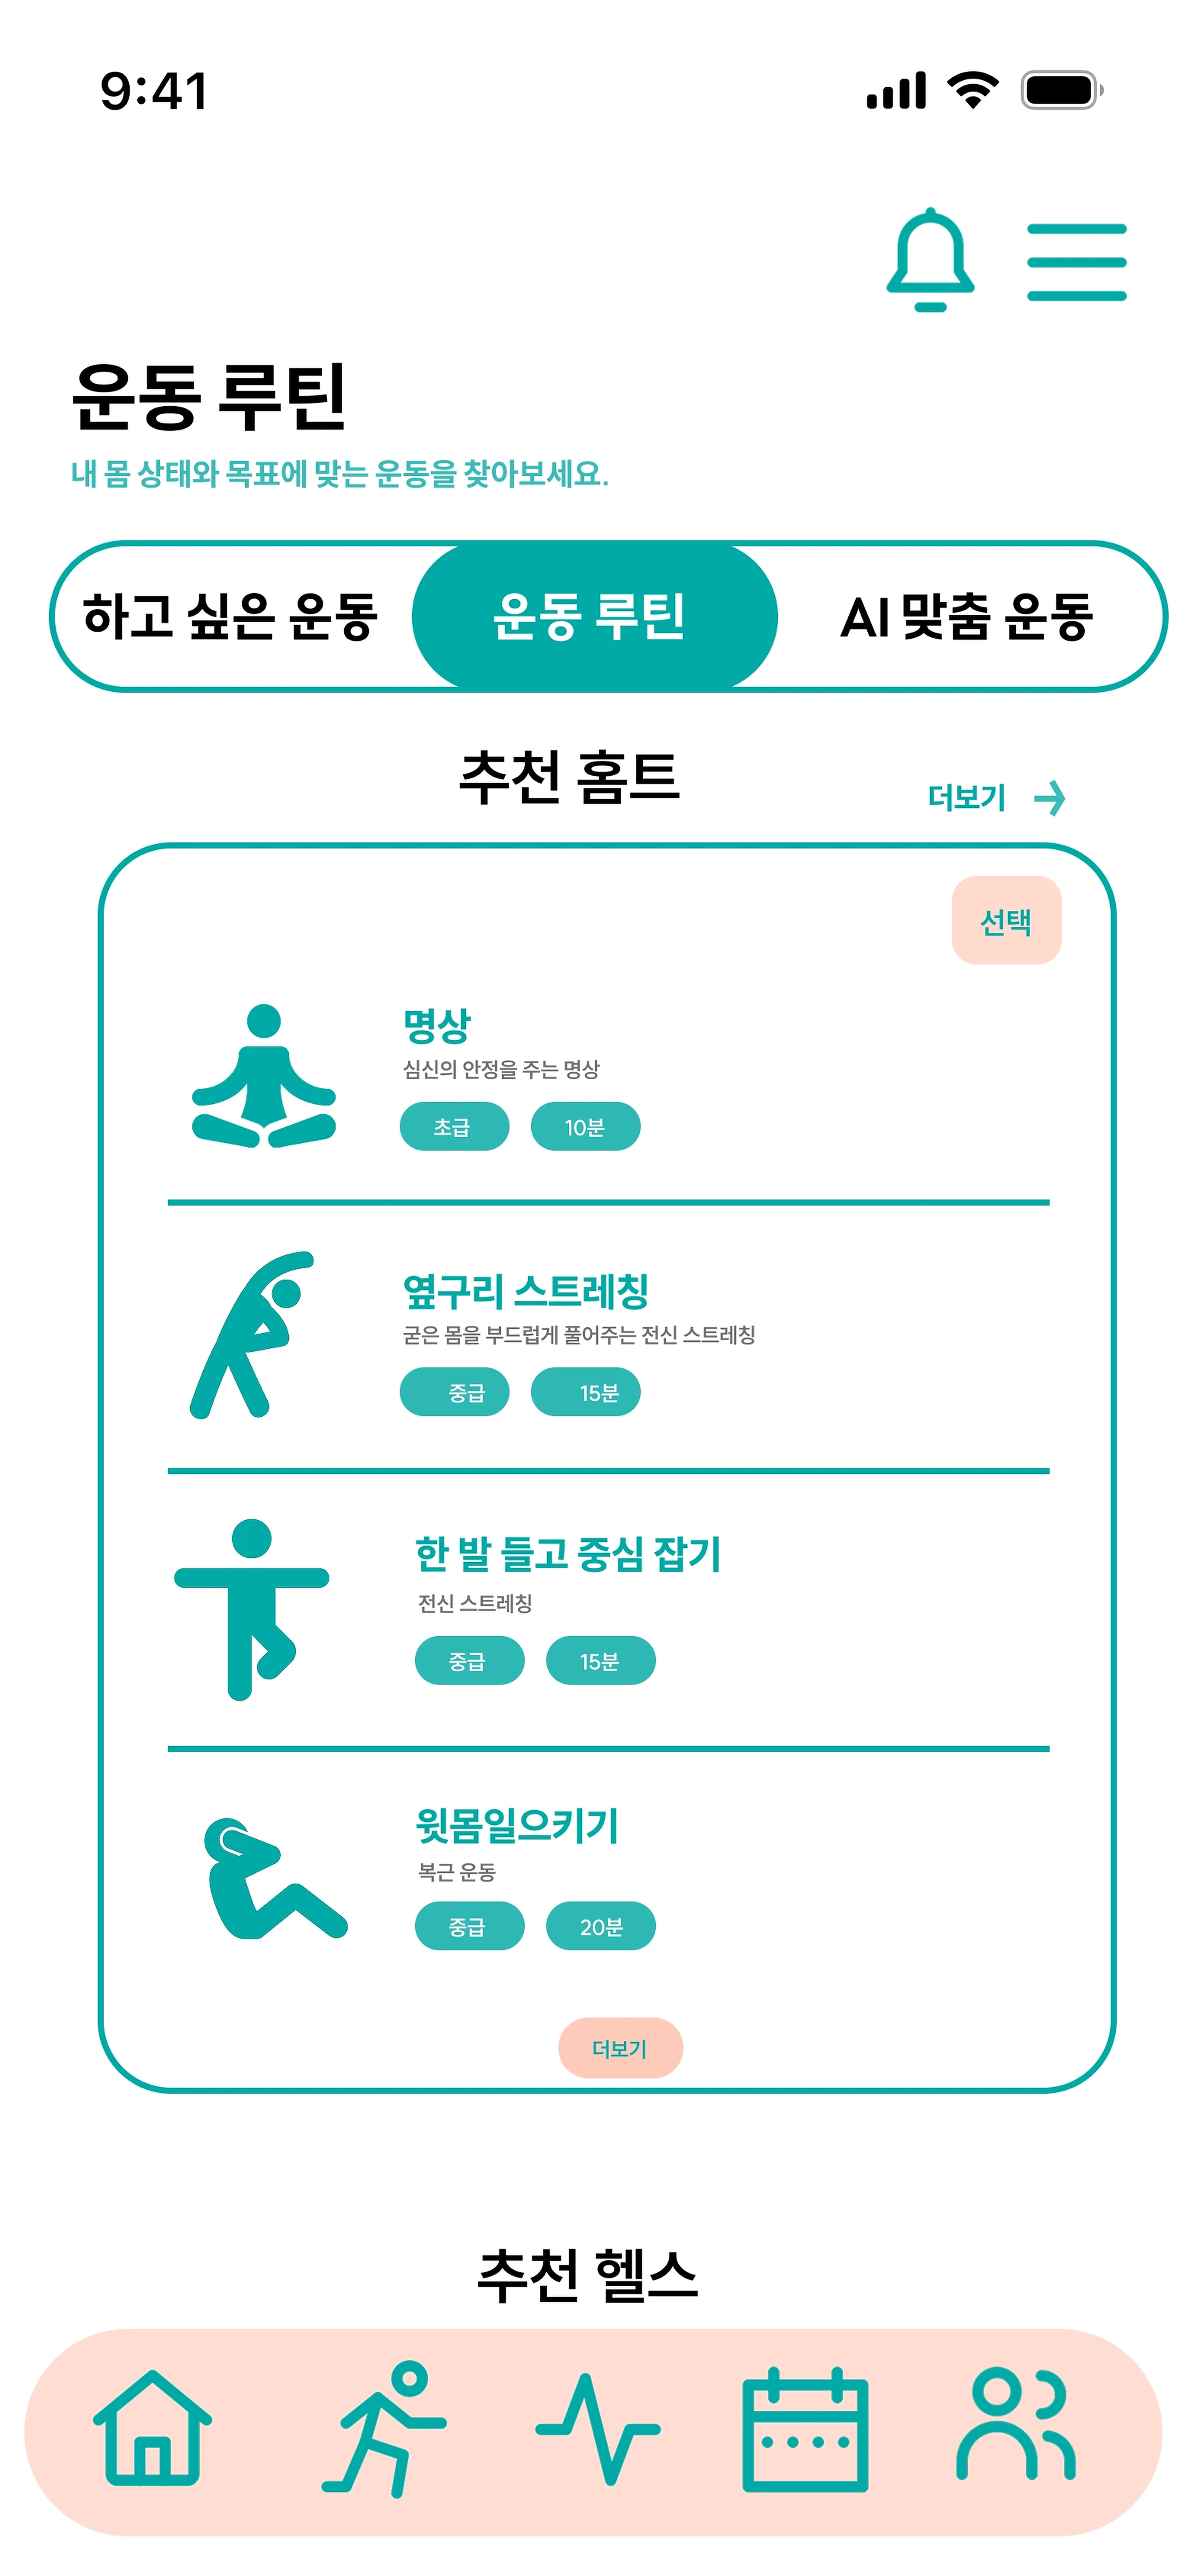 9:41
운동 루틴
내 몸 상태와 목표에 맞는 운동을 찾아보세요.
하고 싶은 운동
운동 루틴
AI 맞춤 운동
추천 홈트
더보기
선택
명상
심신의 안정을 주는 명상
초급
10분
옆구리 스트레칭
굳은 몸을 부드럽게 풀어주는 전신 스트레칭
중급
15분
한 발 들고 중심 잡기
전신 스트레칭
중급
15분
윗몸일으키기
복근 운동
중급
20분
더보기
추천 헬스